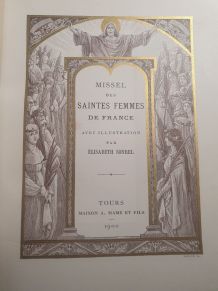 MISSEL
DES
SAINTES FEMMES
DE FRANCE
AVEC ILLUSTRATION
PAR
ELISABETH SONREL
TOURS
MAISON A. MAME ET FILS
1900